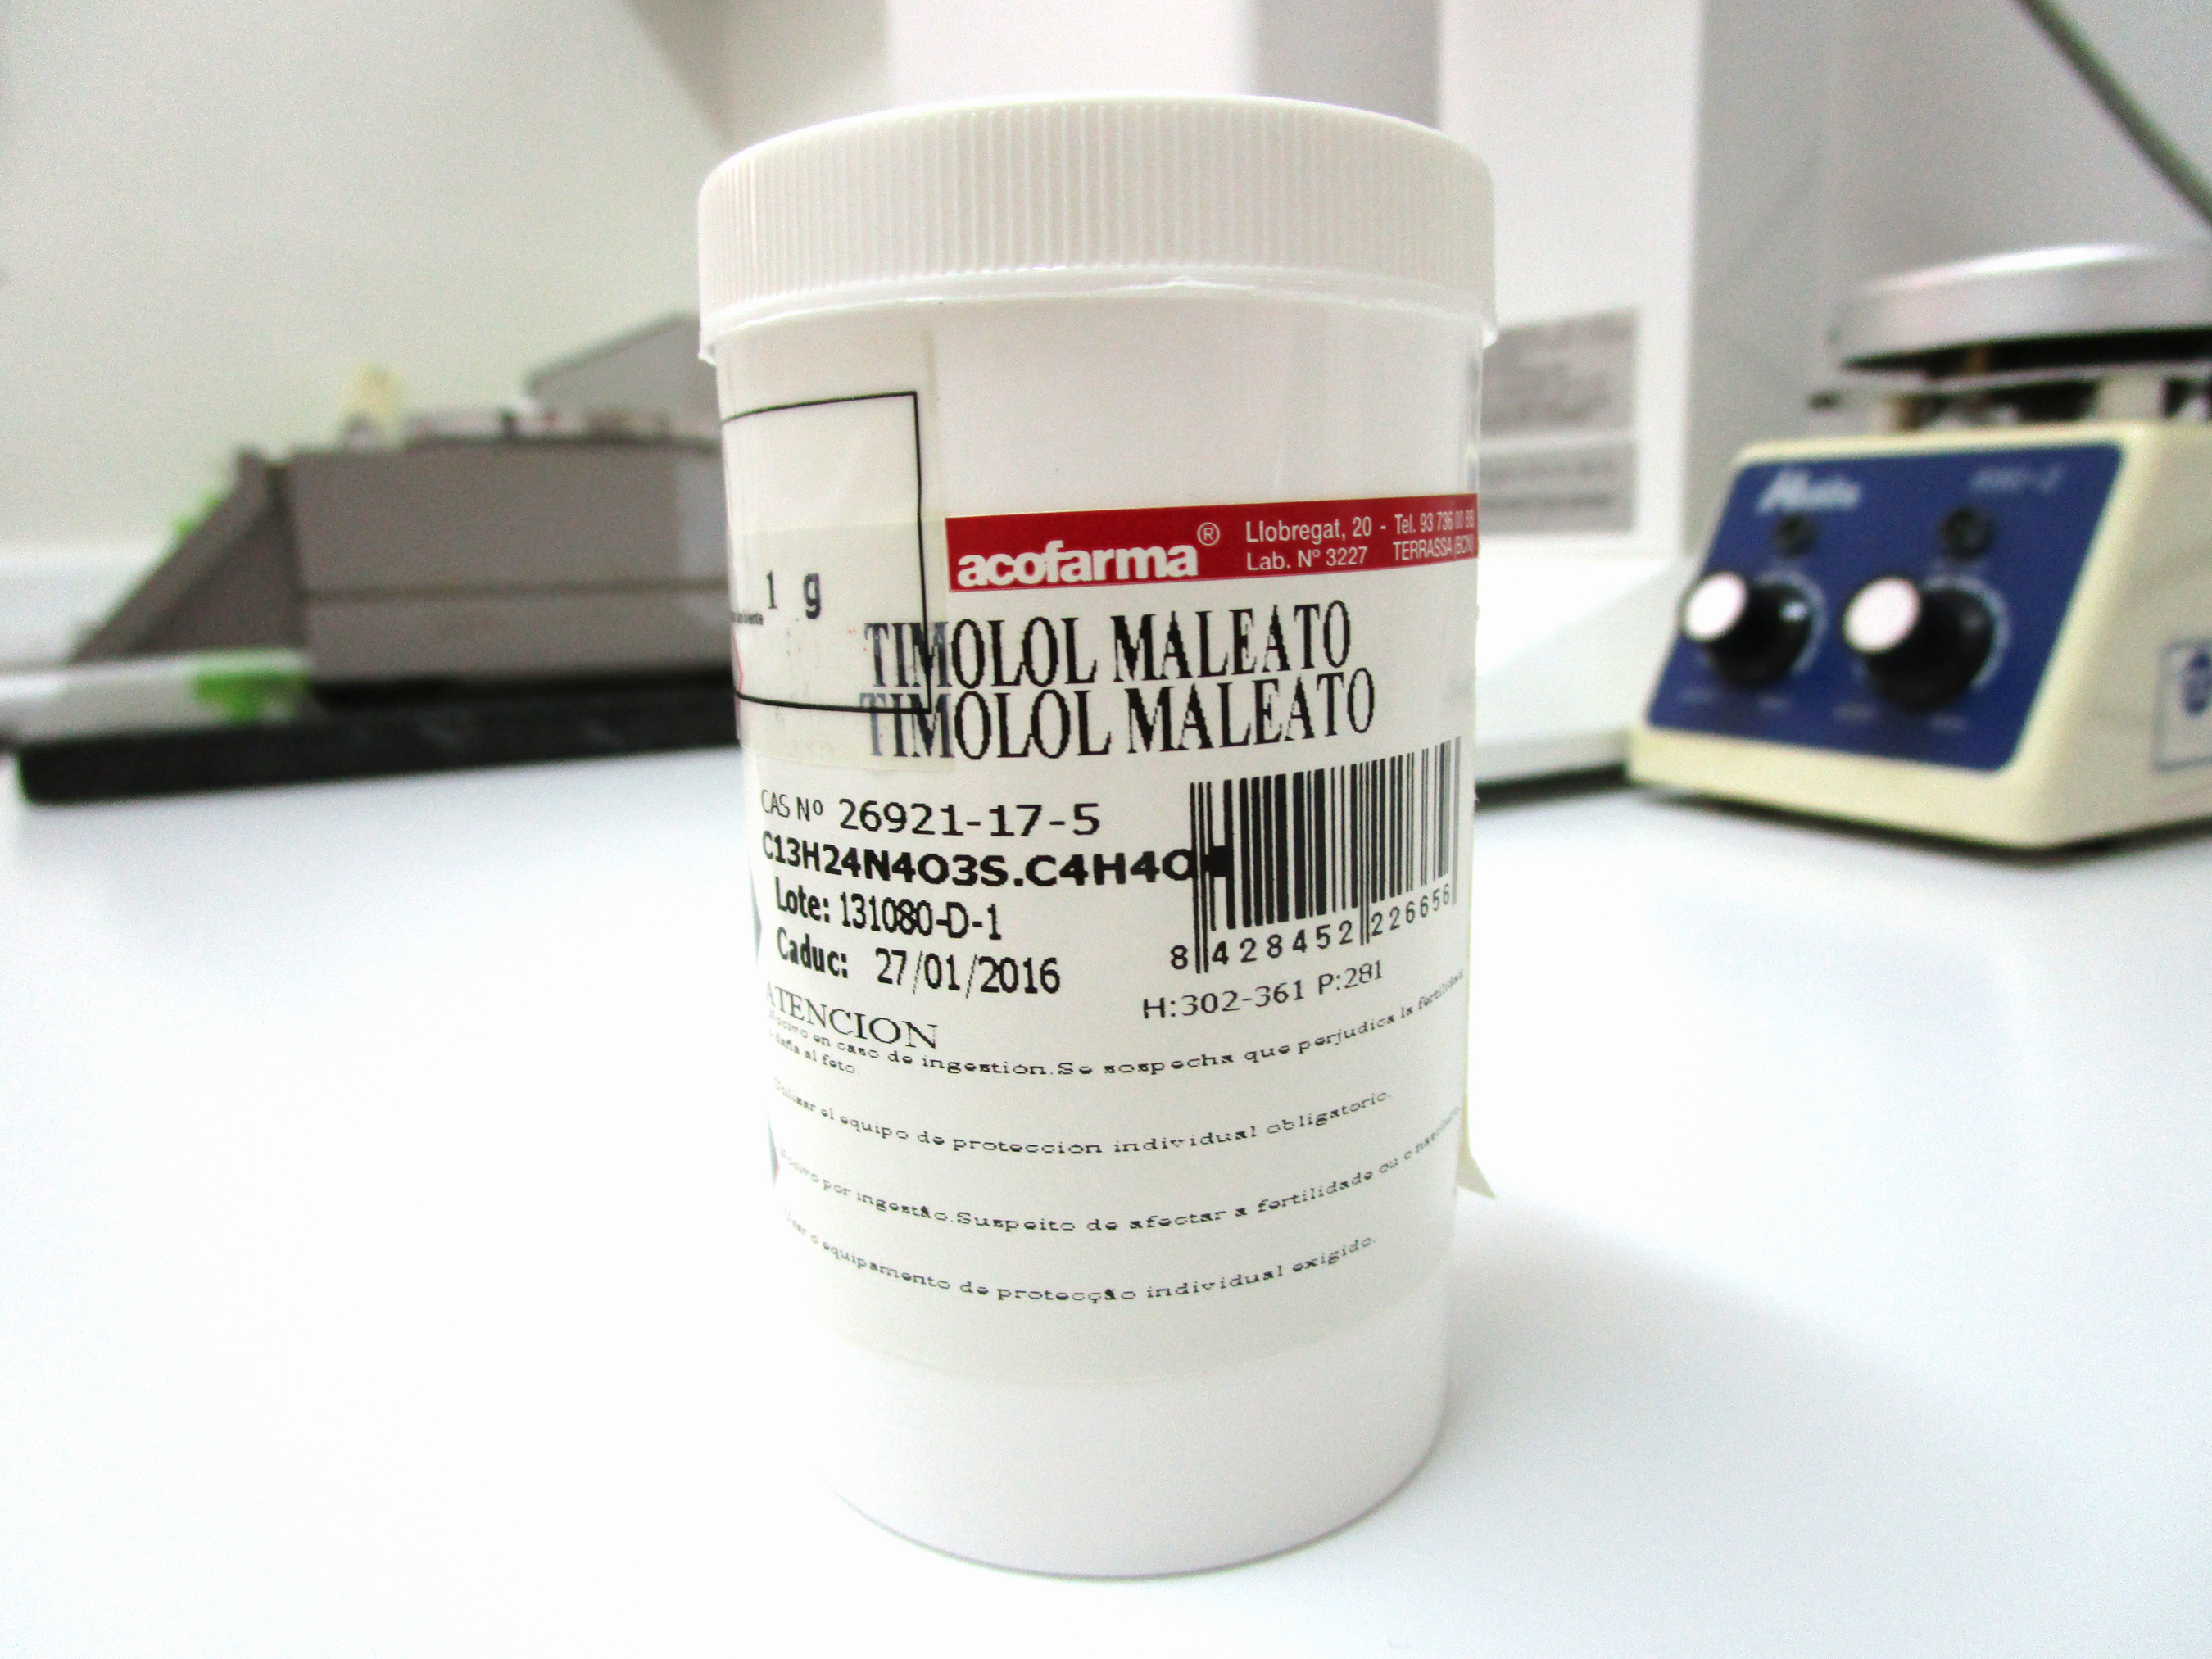 acofarma®
Llobregat, 20 - Tel. 93 736 00 88
Lab. Nº 3227 TERRASSA (BCN)
1 g
TIMOLOL MALEATO
TIMOLOL MALEATO
CAS Nº 26921-17-5
C13H24N4O3S.C4H4O4
Lote: 131080-D-1
Caduc: 27/01/2016
8 428452 226656
H:302-361 P:281
ATENCION
en caso de ingestión.Se sospecha que perjudica la fertilidad
daña al feto
el equipo de protección individual obligatorio.
por ingestão.Suspeito de afectar a fertilidade ou o
o equipamento de protecção individual exigido.